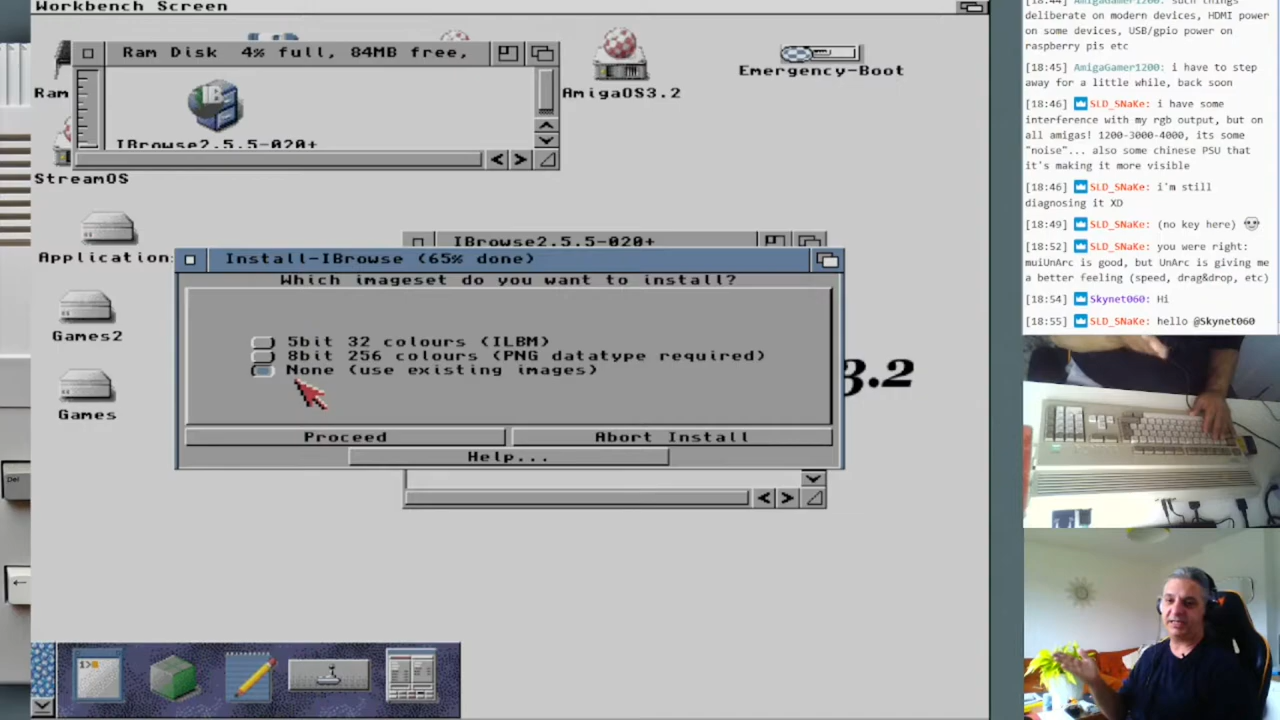 Workbench Screen
Ram Disk 4% full, 84MB free,
IBrowse2.5.5-020+
Ram
AmigaOS3.2
Emergency-Boot
StreamOS
Application
Games2
Games
IBrowse2.5.5-020+
Install-IBrowse (65% done)
Which imageset do you want to install?
5bit 32 colours (ILBM)
8bit 256 colours (PNG datatype required)
None (use existing images)
Proceed
Abort Install
Help...
3.2
1>
Del
[18:44] AmigaGamer1200: such things
deliberate on modern devices, HDMI power
on some devices, USB/gpio power on
raspberry pis etc
[18:45] AmigaGamer1200: i have to step
away for a little while, back soon
[18:46] SLD_SNaKe: i have some
interference with my rgb output, but on
all amigas! 1200-3000-4000, its some
"noise"... also some chinese PSU that
it's making it more visible
[18:46] SLD_SNaKe: i'm still
diagnosing it XD
[18:49] SLD_SNaKe: (no key here)
[18:52] SLD_SNaKe: you were right:
muiUnArc is good, but UnArc is giving me
a better feeling (speed, drag&drop, etc)
[18:54] Skynet060: Hi
[18:55] SLD_SNaKe: hello @Skynet060